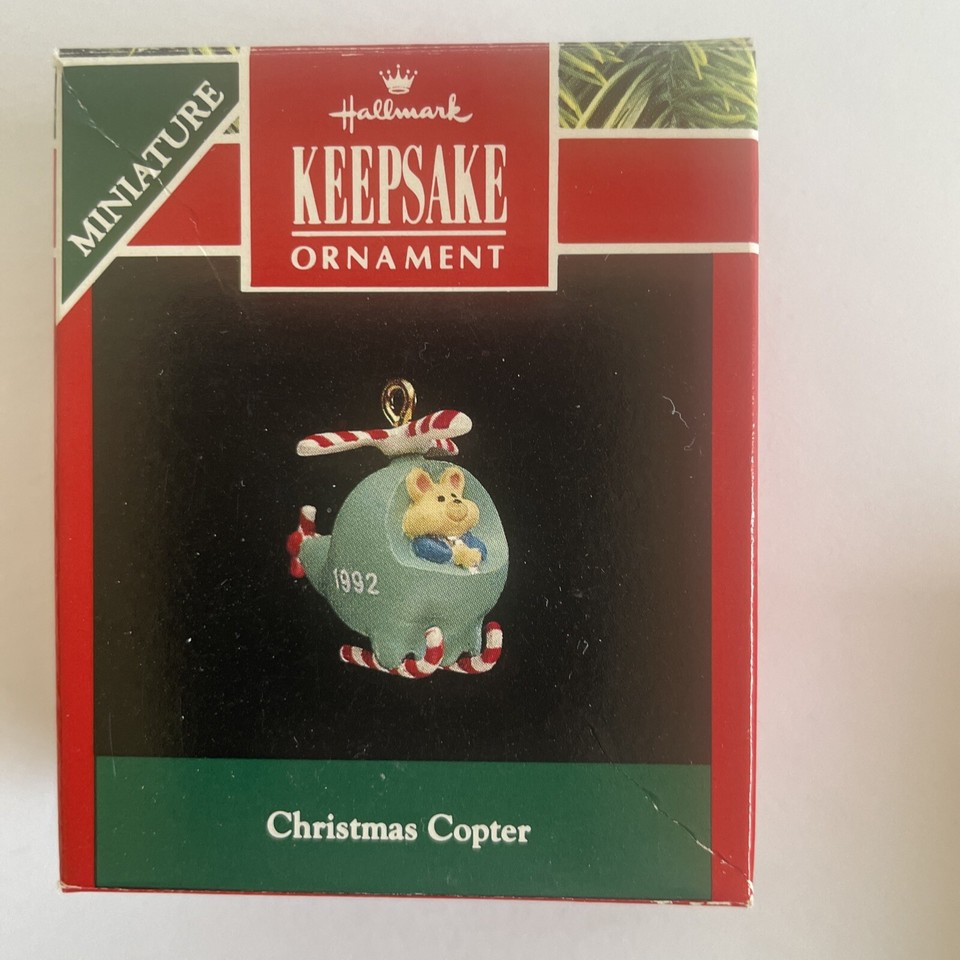 MINIATURE
Hallmark
KEEPSAKE
ORNAMENT
1992
Christmas Copter